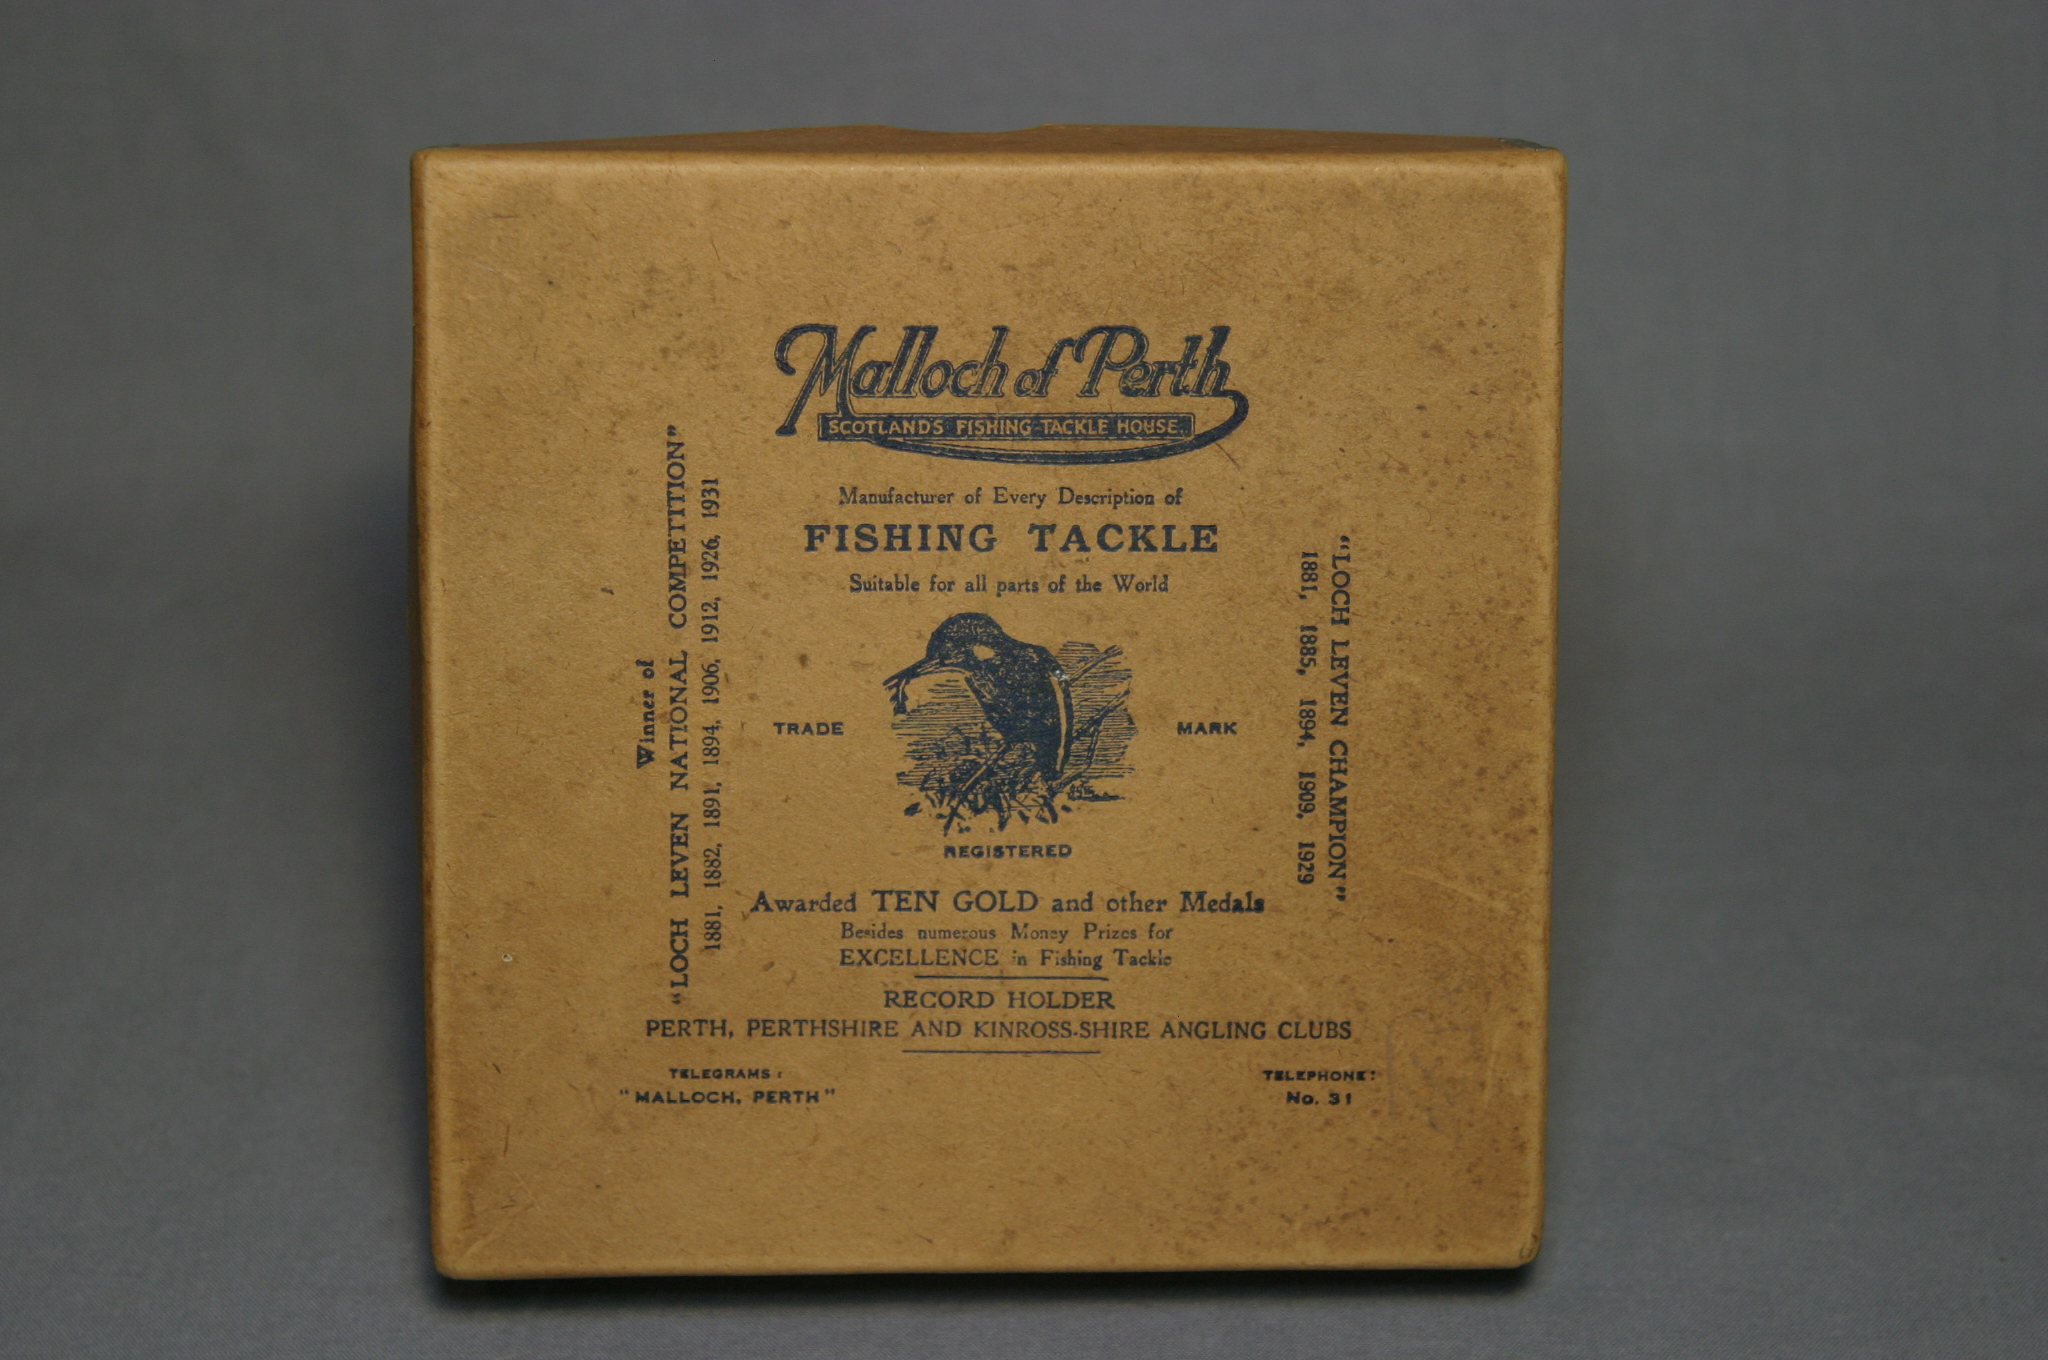 Malloch of Perth
SCOTLANDS FISHING TACKLE HOUSE.
Manufacturer of Every Description of
FISHING TACKLE
Suitable for all parts of the World
TRADE MARK
REGISTERED
Winner of
"LOCH LEVEN NATIONAL COMPETITION"
1881, 1882, 1891, 1894, 1906, 1912, 1926, 1931
"LOCH LEVEN CHAMPION"
1881, 1885, 1894, 1909, 1929
Awarded TEN GOLD and other Medals
Besides numerous Money Prizes for
EXCELLENCE in Fishing Tackle
RECORD HOLDER
PERTH, PERTHSHIRE AND KINROSS-SHIRE ANGLING CLUBS
TELEGRAMS:
"MALLOCH, PERTH"
TELEPHONE:
No. 31